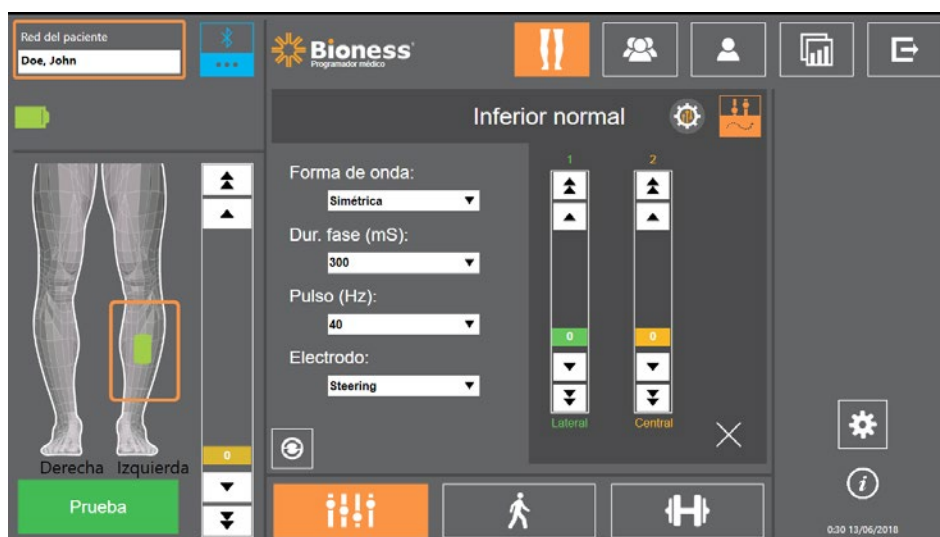 Red del paciente
Doe, John
Bioness
Programador médico
Inferior normal
Forma de onda:
Simétrica
Dur. fase (mS):
300
Pulso (Hz):
40
Electrodo:
Steering
1
2
0
0
Lateral
Central
Derecha
Izquierda
0
Prueba
i
0:30 13/06/2018